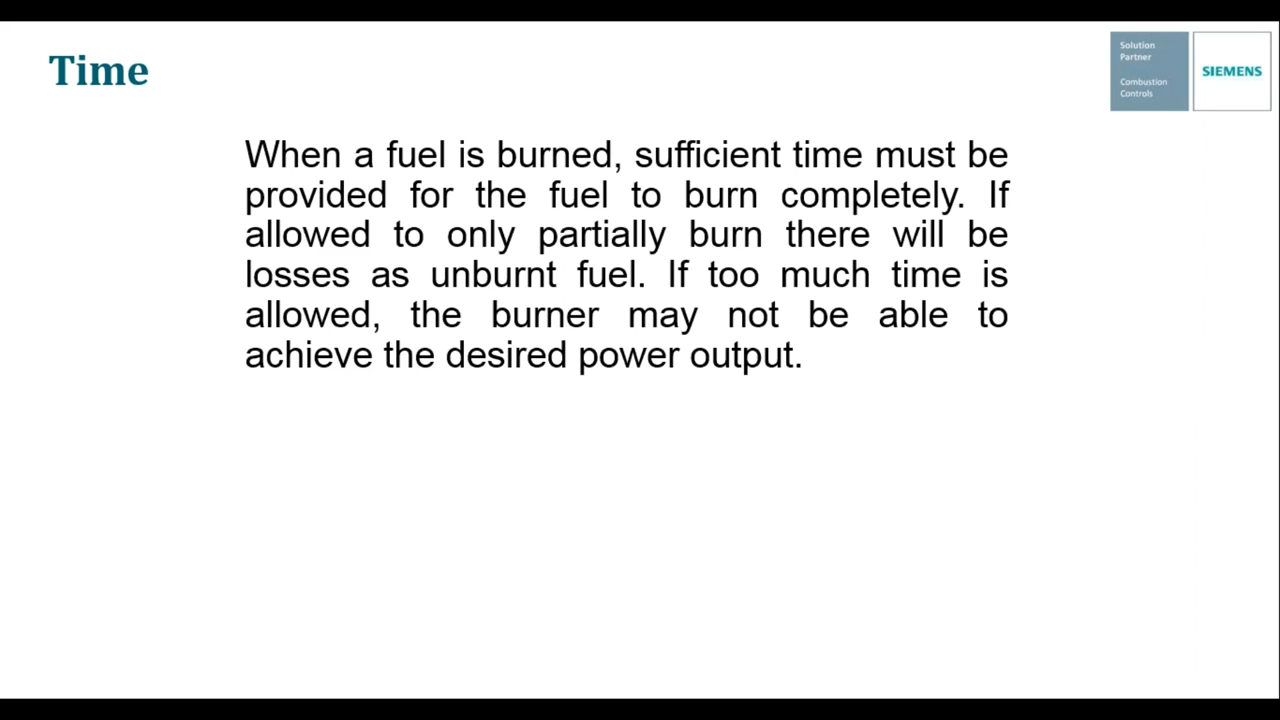 Time
Solution
Partner
Combustion
Controls
SIEMENS
When a fuel is burned, sufficient time must be
provided for the fuel to burn completely. If
allowed to only partially burn there will be
losses as unburnt fuel. If too much time is
allowed, the burner may not be able to
achieve the desired power output.